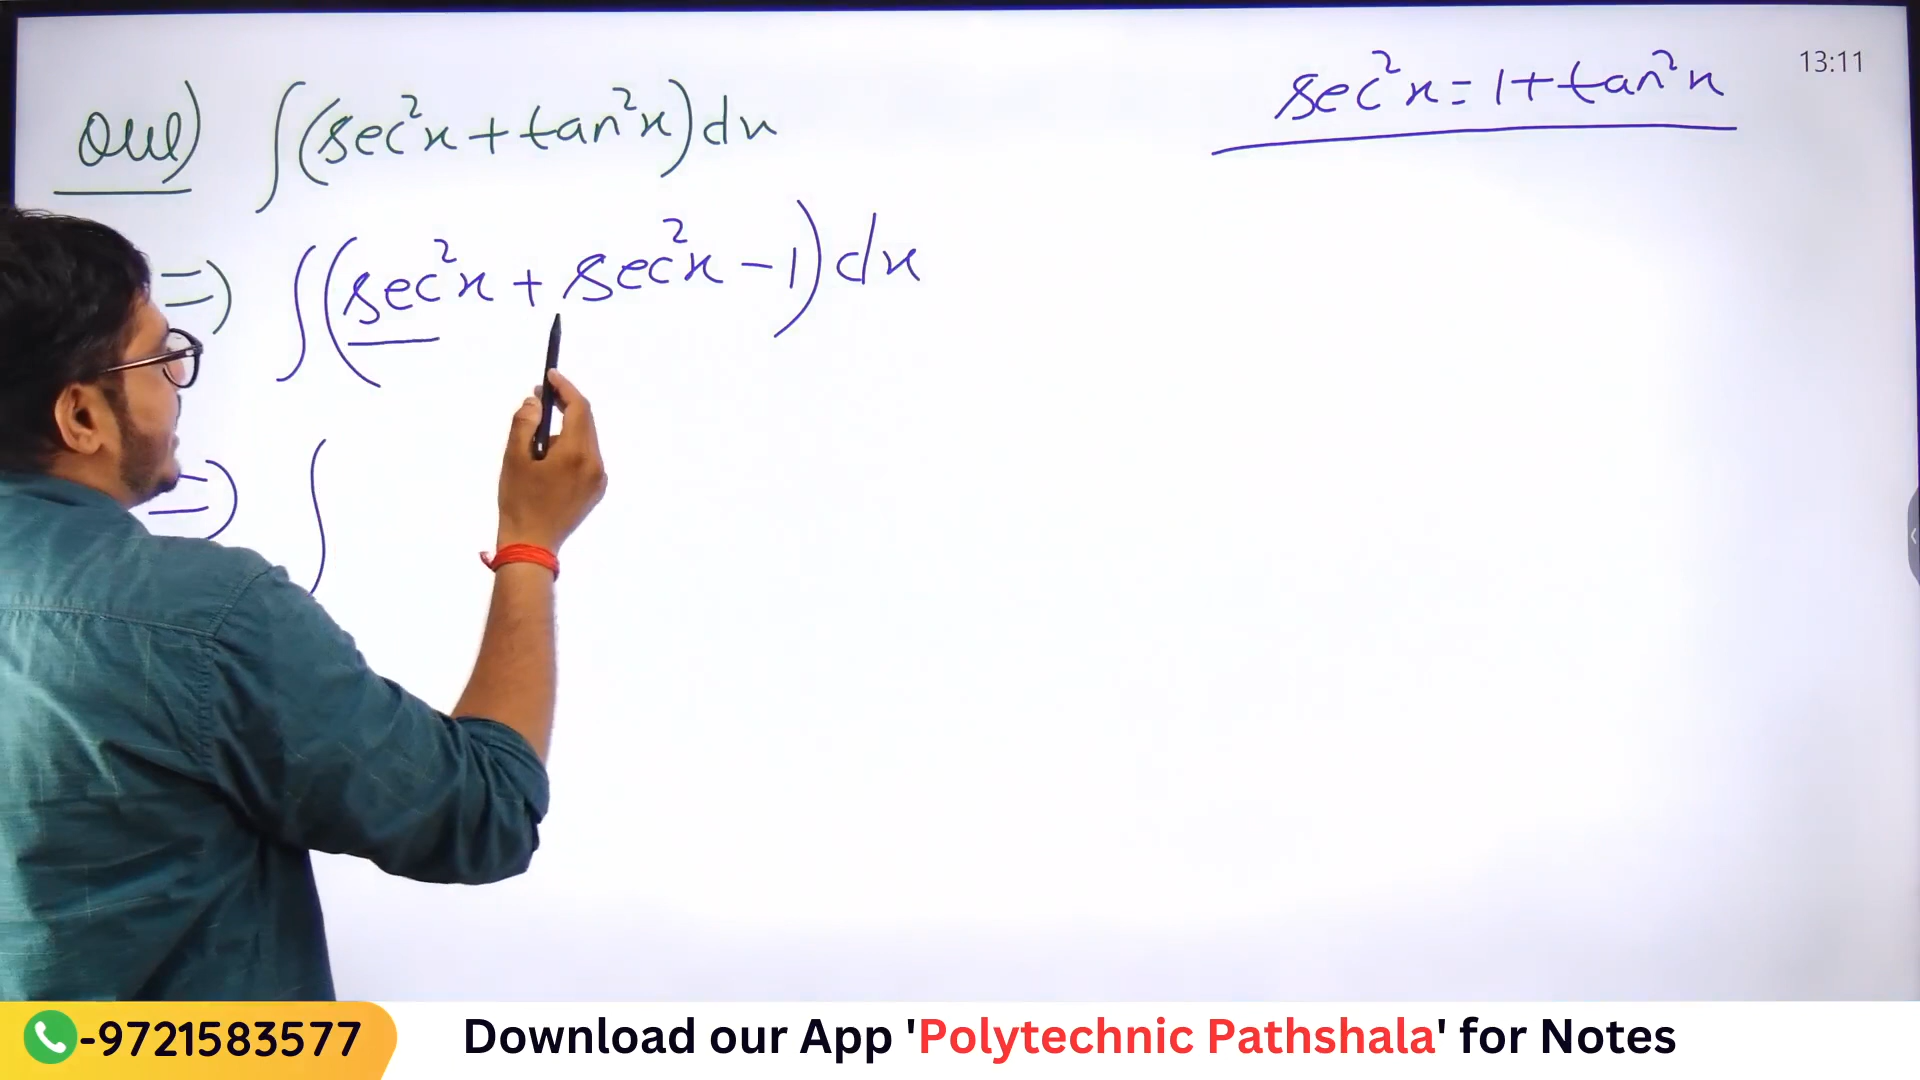 Que) ∫(sec²x + tan²x)dx
sec²x = 1 + tan²x
13:11
=) ∫(sec²x + sec²x - 1)dx
=) ∫
-9721583577
Download our App 'Polytechnic Pathshala' for Notes